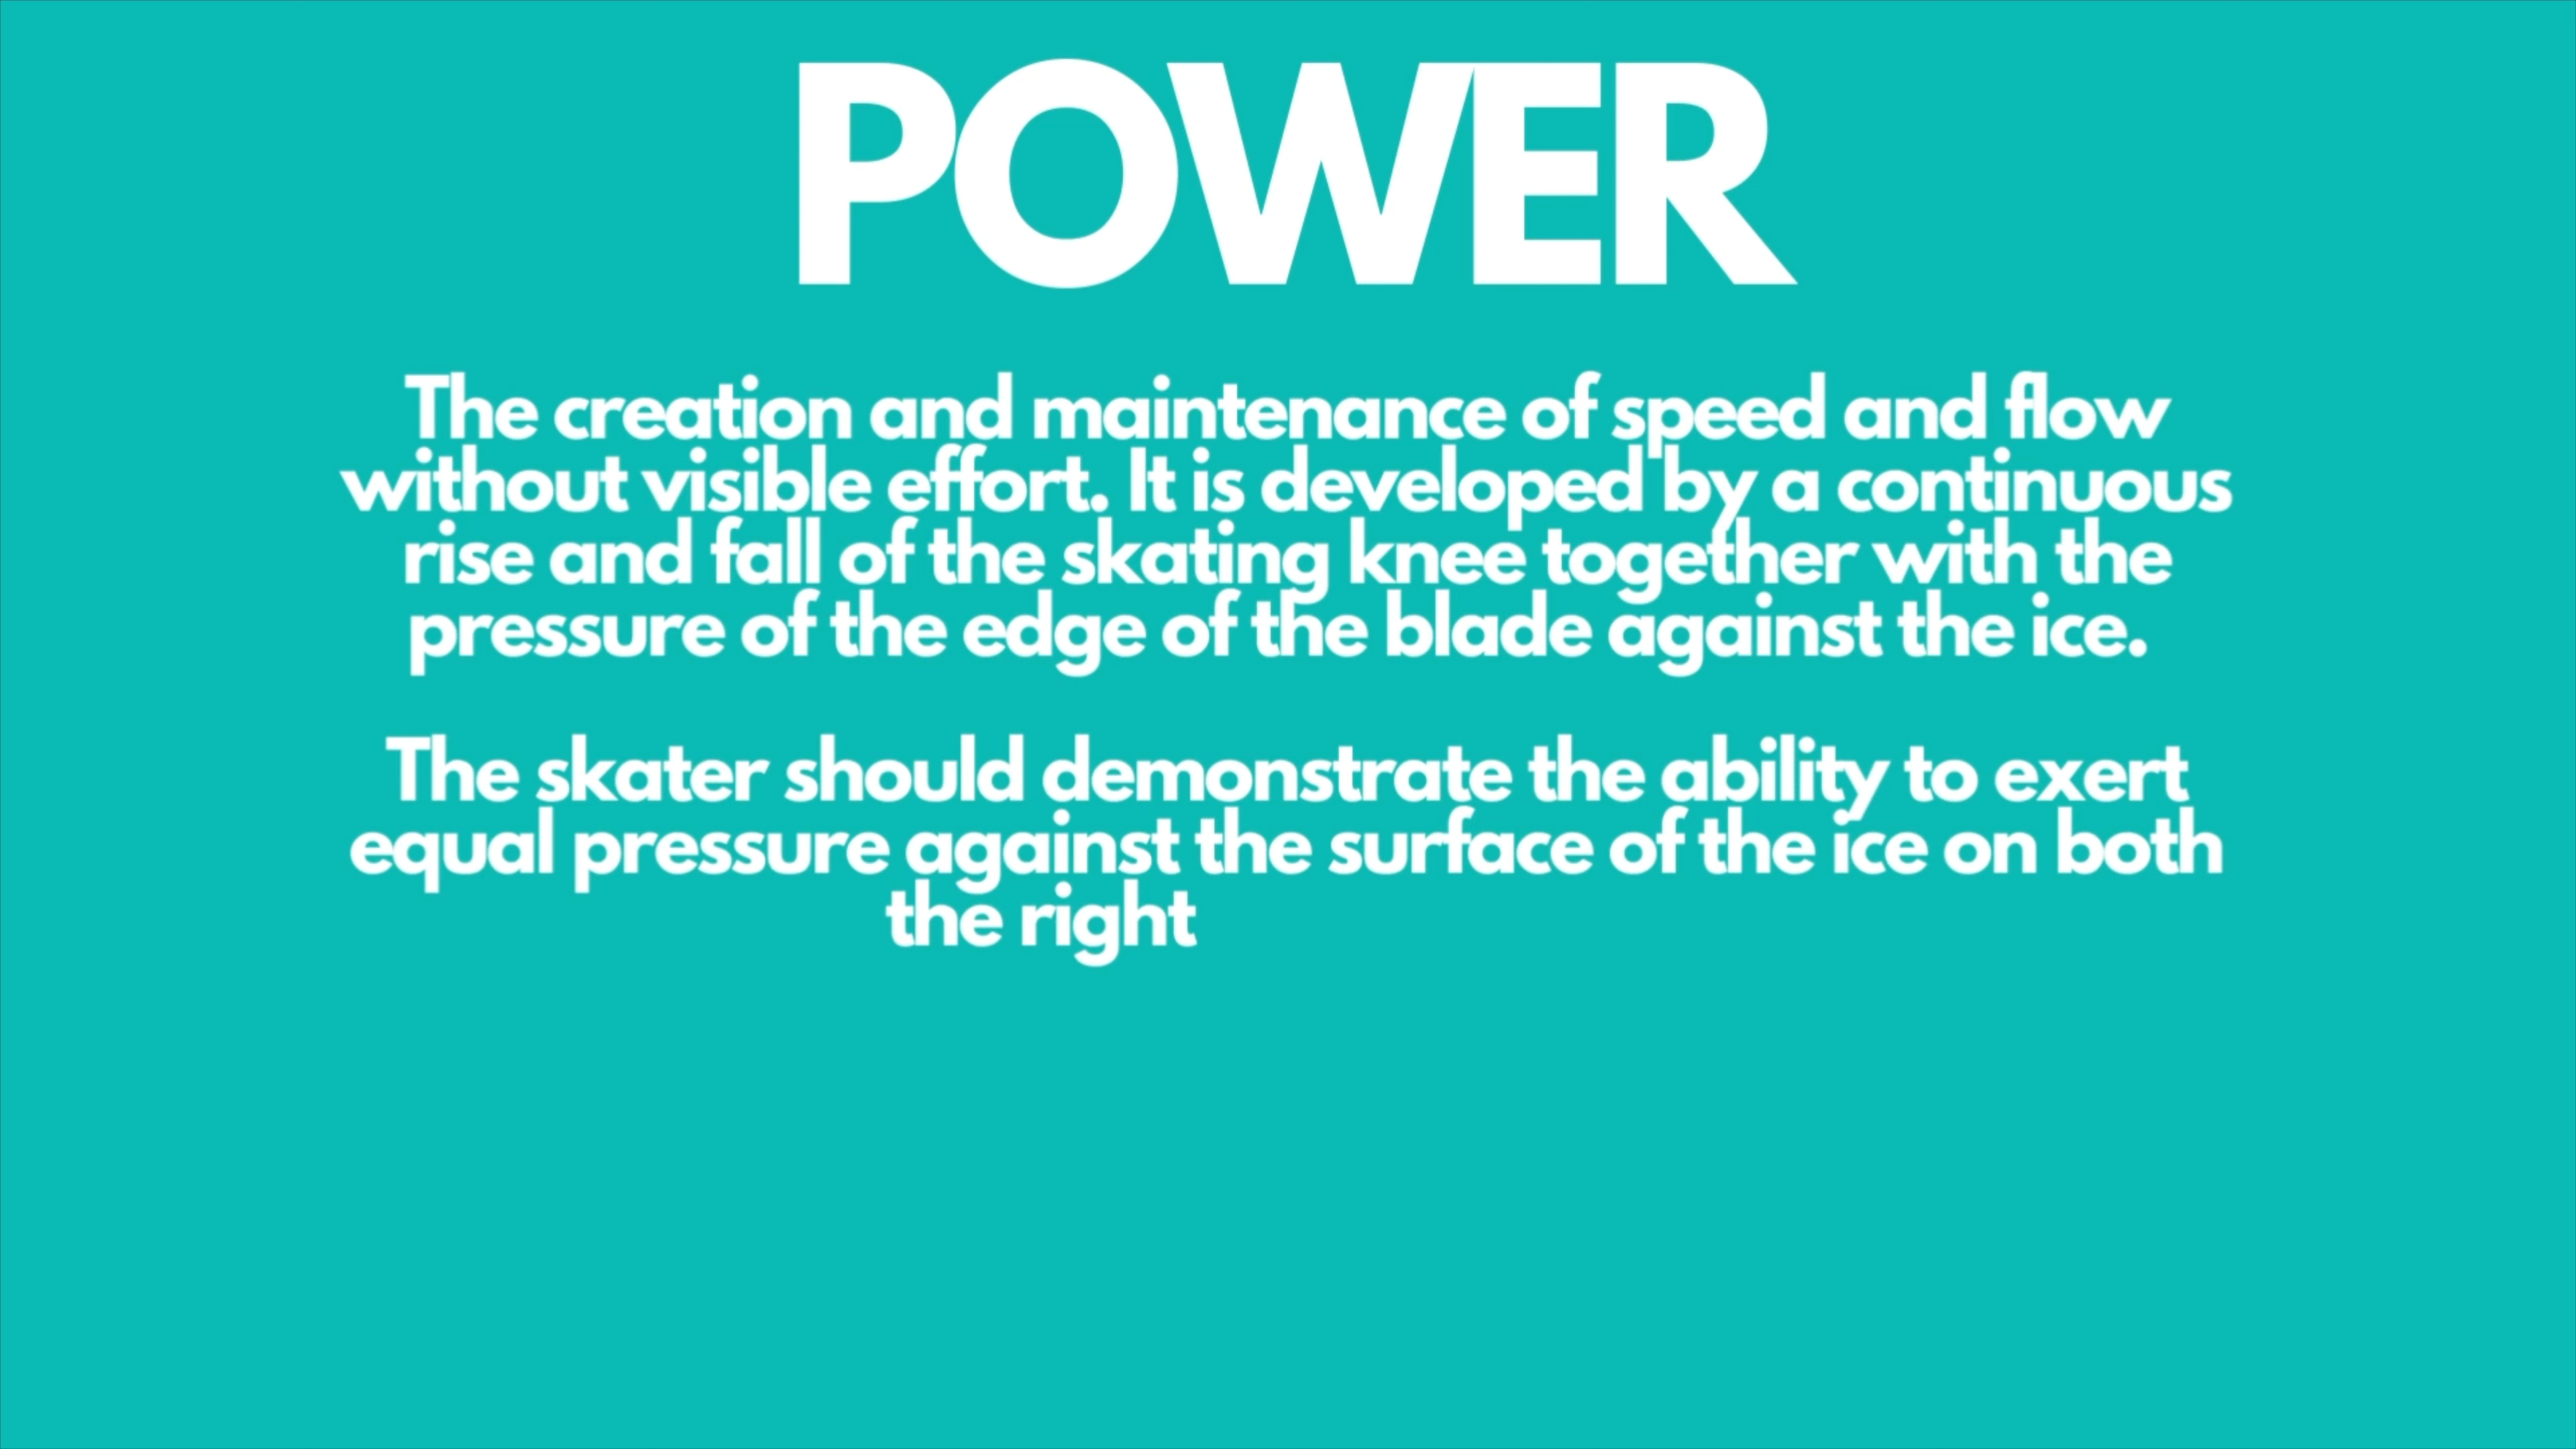 POWER
The creation and maintenance of speed and flow
without visible effort. It is developed by a continuous
rise and fall of the skating knee together with the
pressure of the edge of the blade against the ice.
The skater should demonstrate the ability to exert
equal pressure against the surface of the ice on both
the right